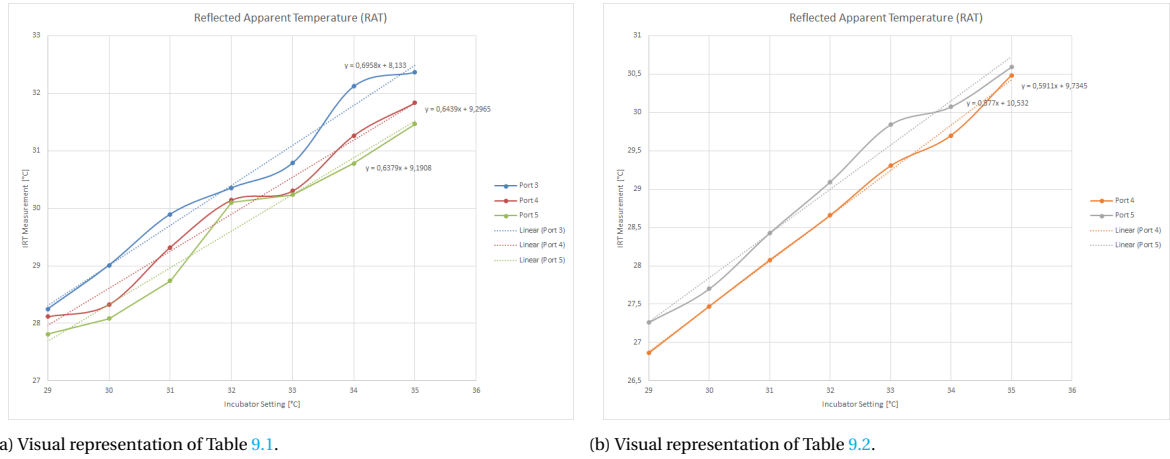 Reflected Apparent Temperature (RAT)
33
32
31
30
29
28
27
29
30
31
32
33
34
35
36
IRT Measurement [°C]
Incubator Setting [°C]
y = 0,6958x + 8,133
y = 0,6439x + 9,2965
y = 0,6379x + 9,1908
Port 3
Port 4
Port 5
Linear (Port 3)
Linear (Port 4)
Linear (Port 5)
a) Visual representation of Table 9.1.
Reflected Apparent Temperature (RAT)
31
30,5
30
29,5
29
28,5
28
27,5
27
26,5
29
30
31
32
33
34
35
36
IRT Measurement [°C]
Incubator Setting [°C]
y = 0,5911x + 9,7345
y = 0,577x + 10,532
Port 4
Port 5
Linear (Port 4)
Linear (Port 5)
(b) Visual representation of Table 9.2.